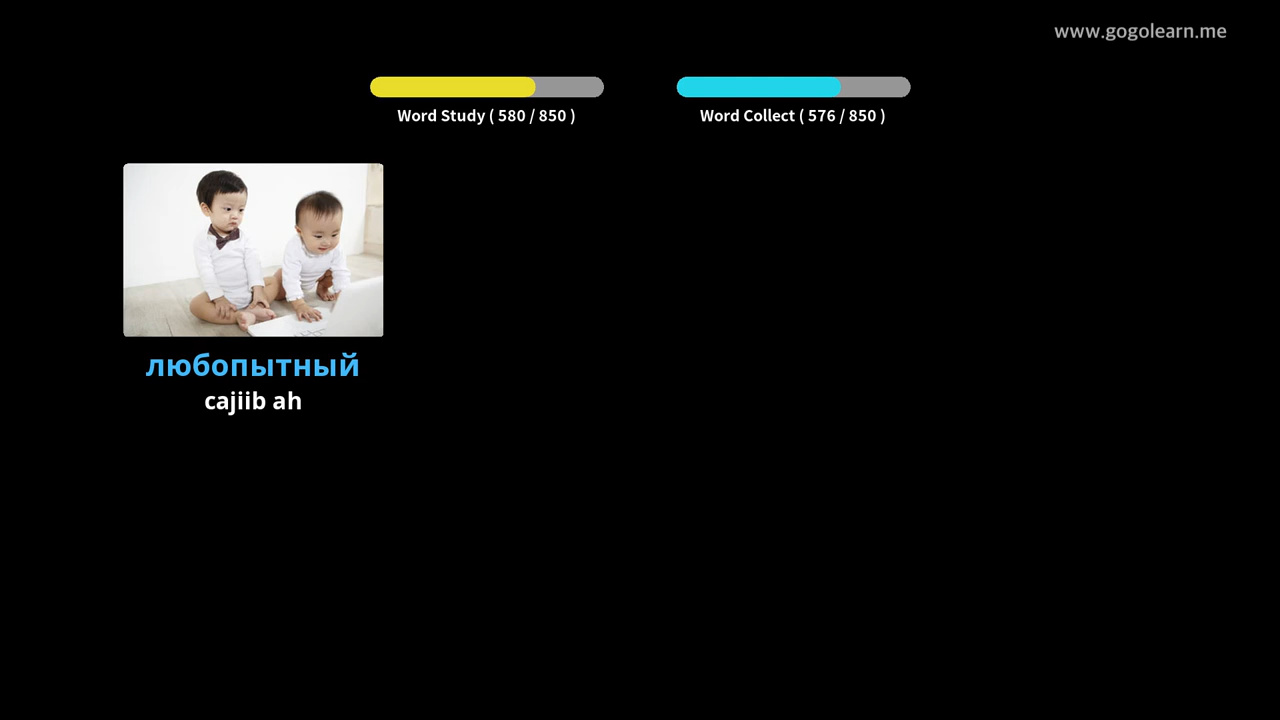 www.gogolearn.me
Word Study ( 580 / 850 )
Word Collect ( 576 / 850 )
любопытный
cajiib ah